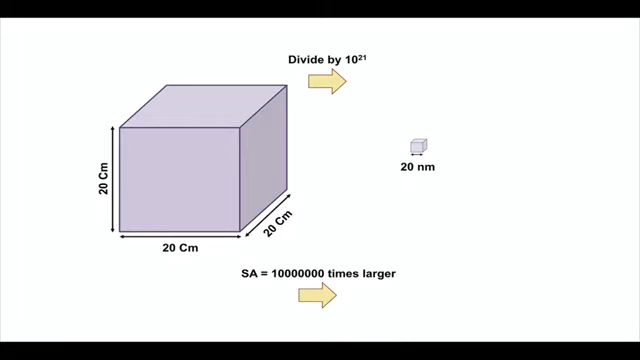 Divide by 10²¹
20 Cm
20 nm
20 Cm
20 Cm
SA = 10000000 times larger